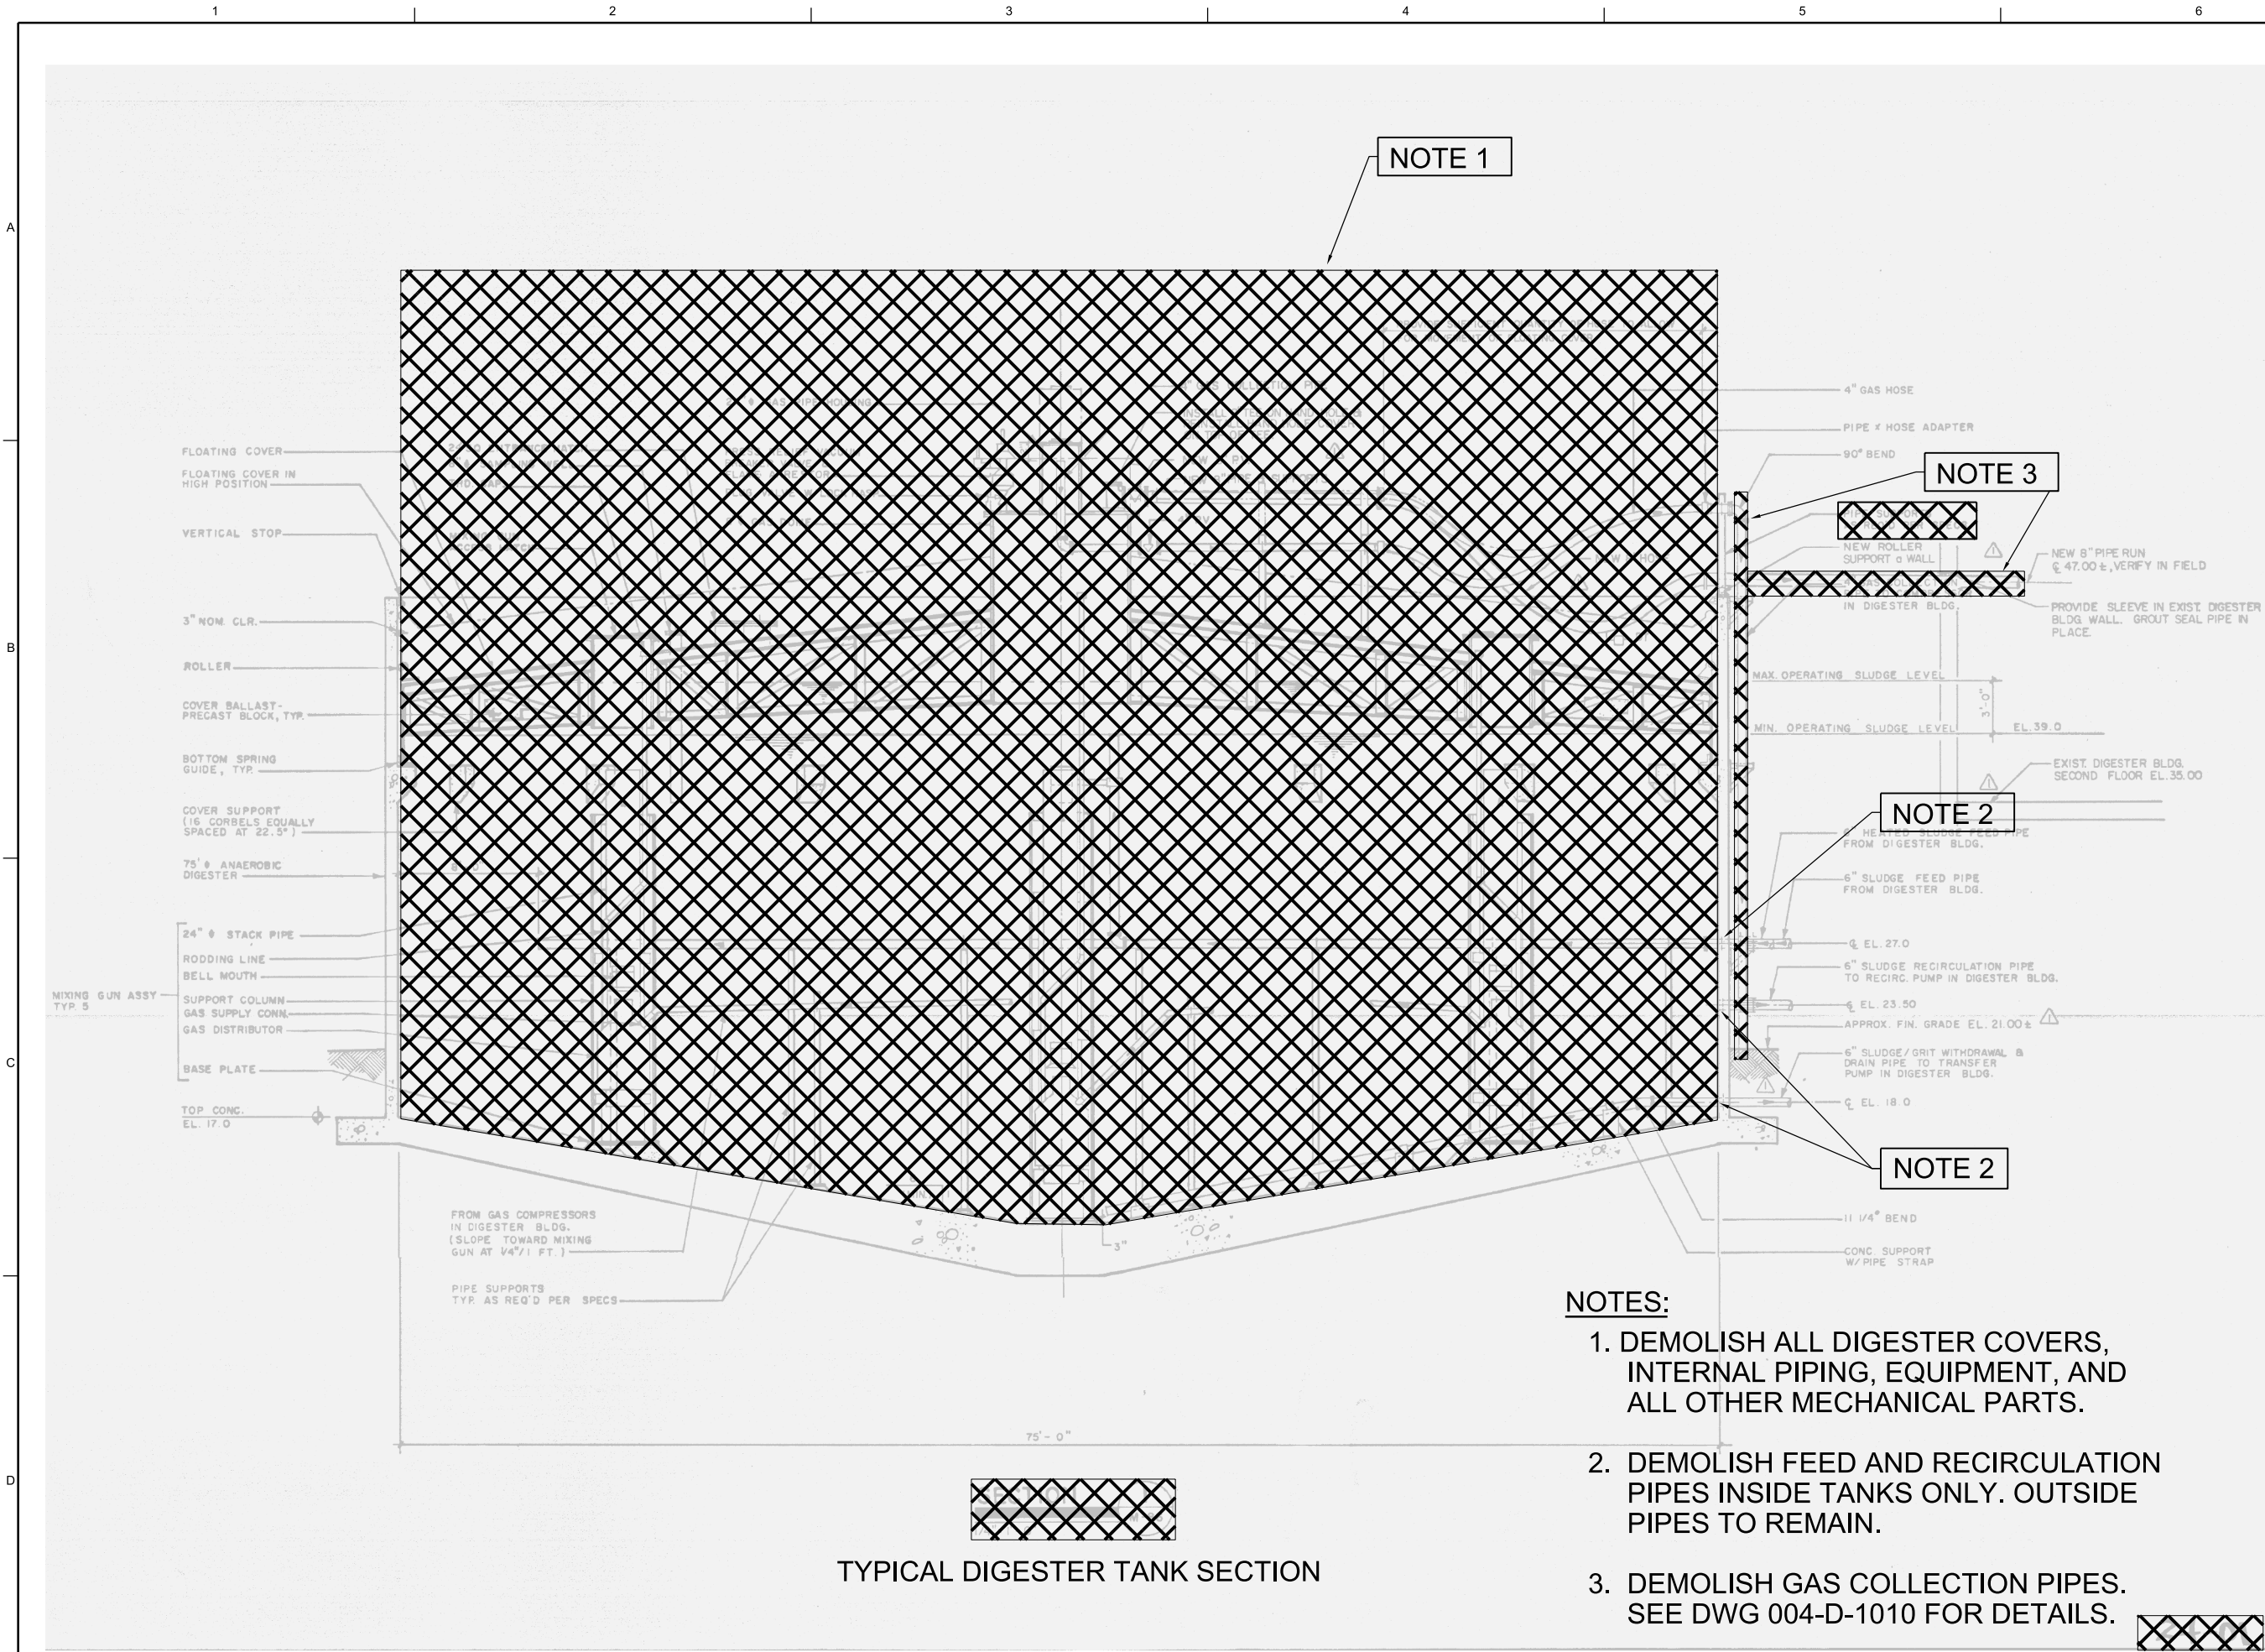 1 2 3 4 5 6
A
B
C
D
NOTE 1
NOTE 3
NOTE 2
NOTE 2
FLOATING COVER
FLOATING COVER IN
HIGH POSITION
VERTICAL STOP
3" NOM. CLR.
ROLLER
COVER BALLAST-
PRECAST BLOCK, TYP.
BOTTOM SPRING
GUIDE, TYP.
COVER SUPPORT
(16 CORBELS EQUALLY
SPACED AT 22.5°)
75' ϕ ANAEROBIC
DIGESTER
24" ϕ STACK PIPE
RODDING LINE
BELL MOUTH
MIXING GUN ASSY
TYP. 5
SUPPORT COLUMN
GAS SUPPLY CONN.
GAS DISTRIBUTOR
BASE PLATE
TOP CONC.
EL. 17.0
FROM GAS COMPRESSORS
IN DIGESTER BLDG.
(SLOPE TOWARD MIXING
GUN AT 1/4"/1 FT.)
PIPE SUPPORTS
TYP. AS REQ'D PER SPECS
3"
75'-0"
4" GAS HOSE
PIPE x HOSE ADAPTER
90° BEND
NEW ROLLER
SUPPORT @ WALL
IN DIGESTER BLDG.
NEW 8" PIPE RUN
℄ 47.00 ±, VERIFY IN FIELD
PROVIDE SLEEVE IN EXIST. DIGESTER
BLDG WALL. GROUT SEAL PIPE IN
PLACE.
MAX. OPERATING SLUDGE LEVEL
3'-0"
MIN. OPERATING SLUDGE LEVEL EL. 39.0
EXIST. DIGESTER BLDG.
SECOND FLOOR EL. 35.00
HEATED SLUDGE FEED PIPE
FROM DIGESTER BLDG.
6" SLUDGE FEED PIPE
FROM DIGESTER BLDG.
℄ EL. 27.0
6" SLUDGE RECIRCULATION PIPE
TO RECIRC. PUMP IN DIGESTER BLDG.
℄ EL. 23.50
APPROX. FIN. GRADE EL. 21.00 ±
6" SLUDGE/GRIT WITHDRAWAL &
DRAIN PIPE TO TRANSFER
PUMP IN DIGESTER BLDG.
℄ EL. 18.0
11 1/4° BEND
CONC. SUPPORT
W/PIPE STRAP
TYPICAL DIGESTER TANK SECTION
NOTES:
1. DEMOLISH ALL DIGESTER COVERS,
INTERNAL PIPING, EQUIPMENT, AND
ALL OTHER MECHANICAL PARTS.
2. DEMOLISH FEED AND RECIRCULATION
PIPES INSIDE TANKS ONLY. OUTSIDE
PIPES TO REMAIN.
3. DEMOLISH GAS COLLECTION PIPES.
SEE DWG 004-D-1010 FOR DETAILS.